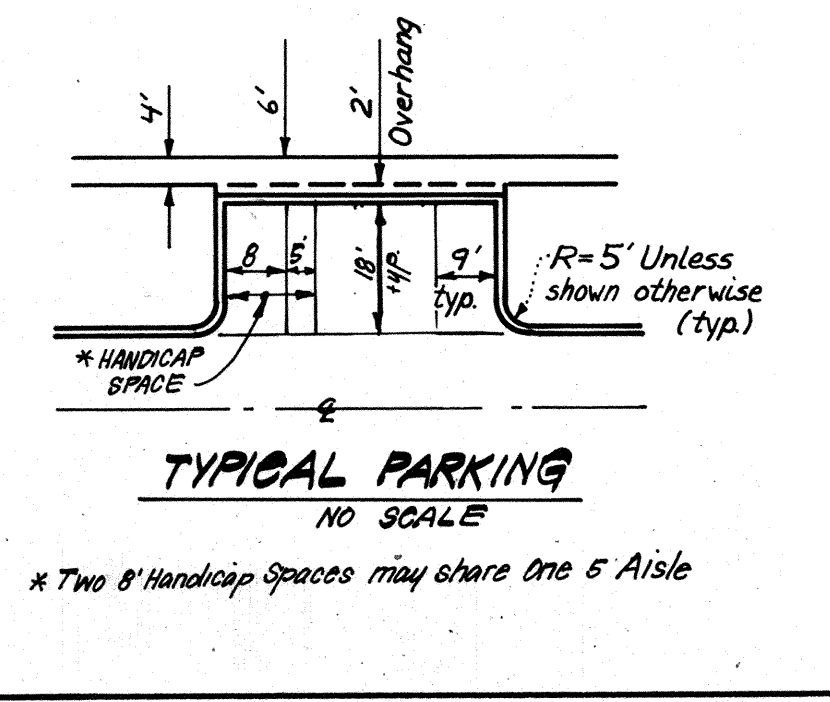 4'
6'
2'
Overhang
8
5'
18'
typ.
9'
typ.
R=5' Unless
shown otherwise
(typ.)
* HANDICAP
SPACE
℄
TYPICAL PARKING
NO SCALE
* Two 8' Handicap Spaces may share One 5' Aisle